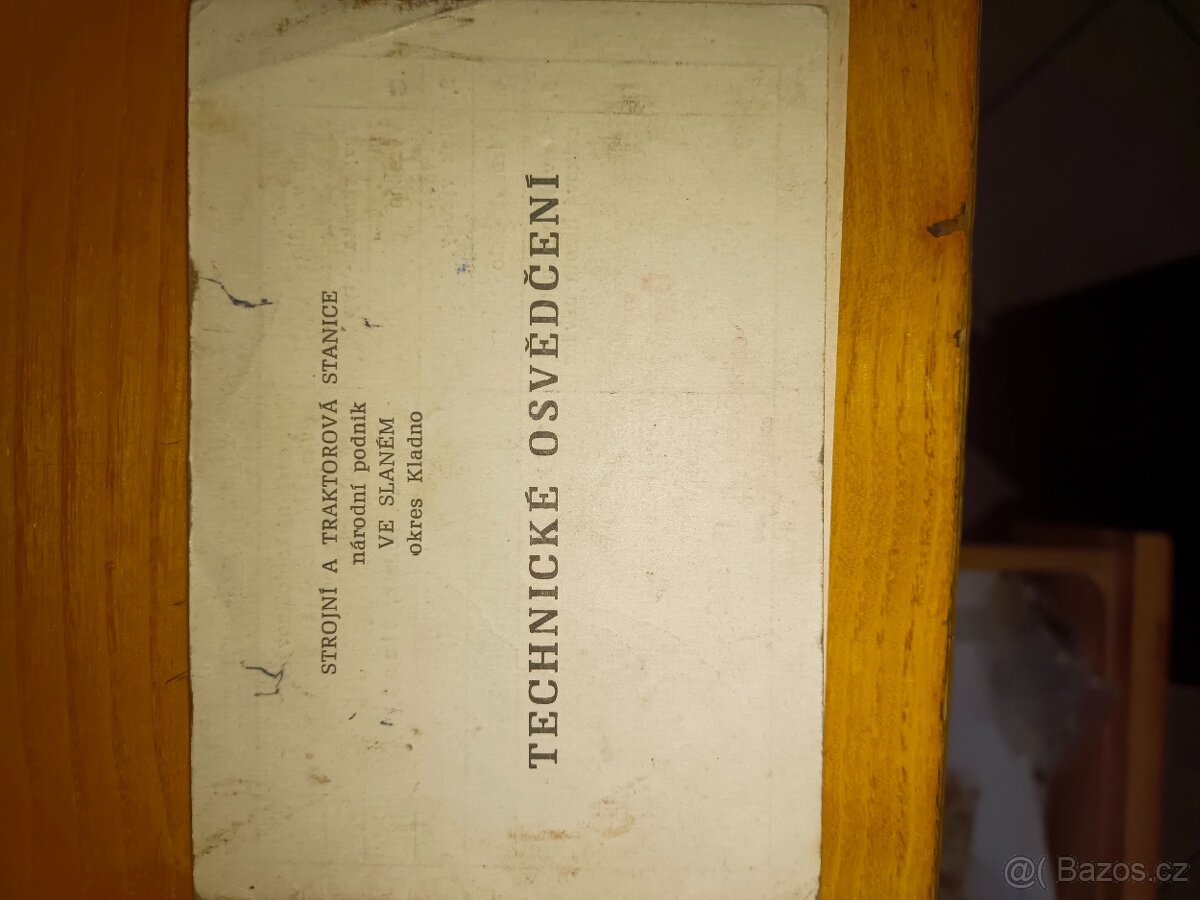 STROJNÍ A TRAKTOROVÁ STANICE
národní podnik
VE SLANÉM
okres Kladno
TECHNICKÉ OSVĚDČENÍ
@( Bazos.cz